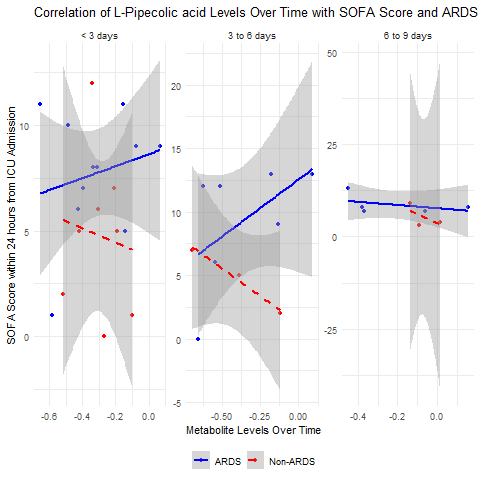 Correlation of L-Pipecolic acid Levels Over Time with SOFA Score and ARDS
< 3 days
3 to 6 days
6 to 9 days
SOFA Score within 24 hours from ICU Admission
10
5
0
20
15
10
5
0
-5
50
25
0
-25
-0.6
-0.4
-0.2
0.0
-0.50
-0.25
0.00
-0.4
-0.2
0.0
Metabolite Levels Over Time
ARDS
Non-ARDS